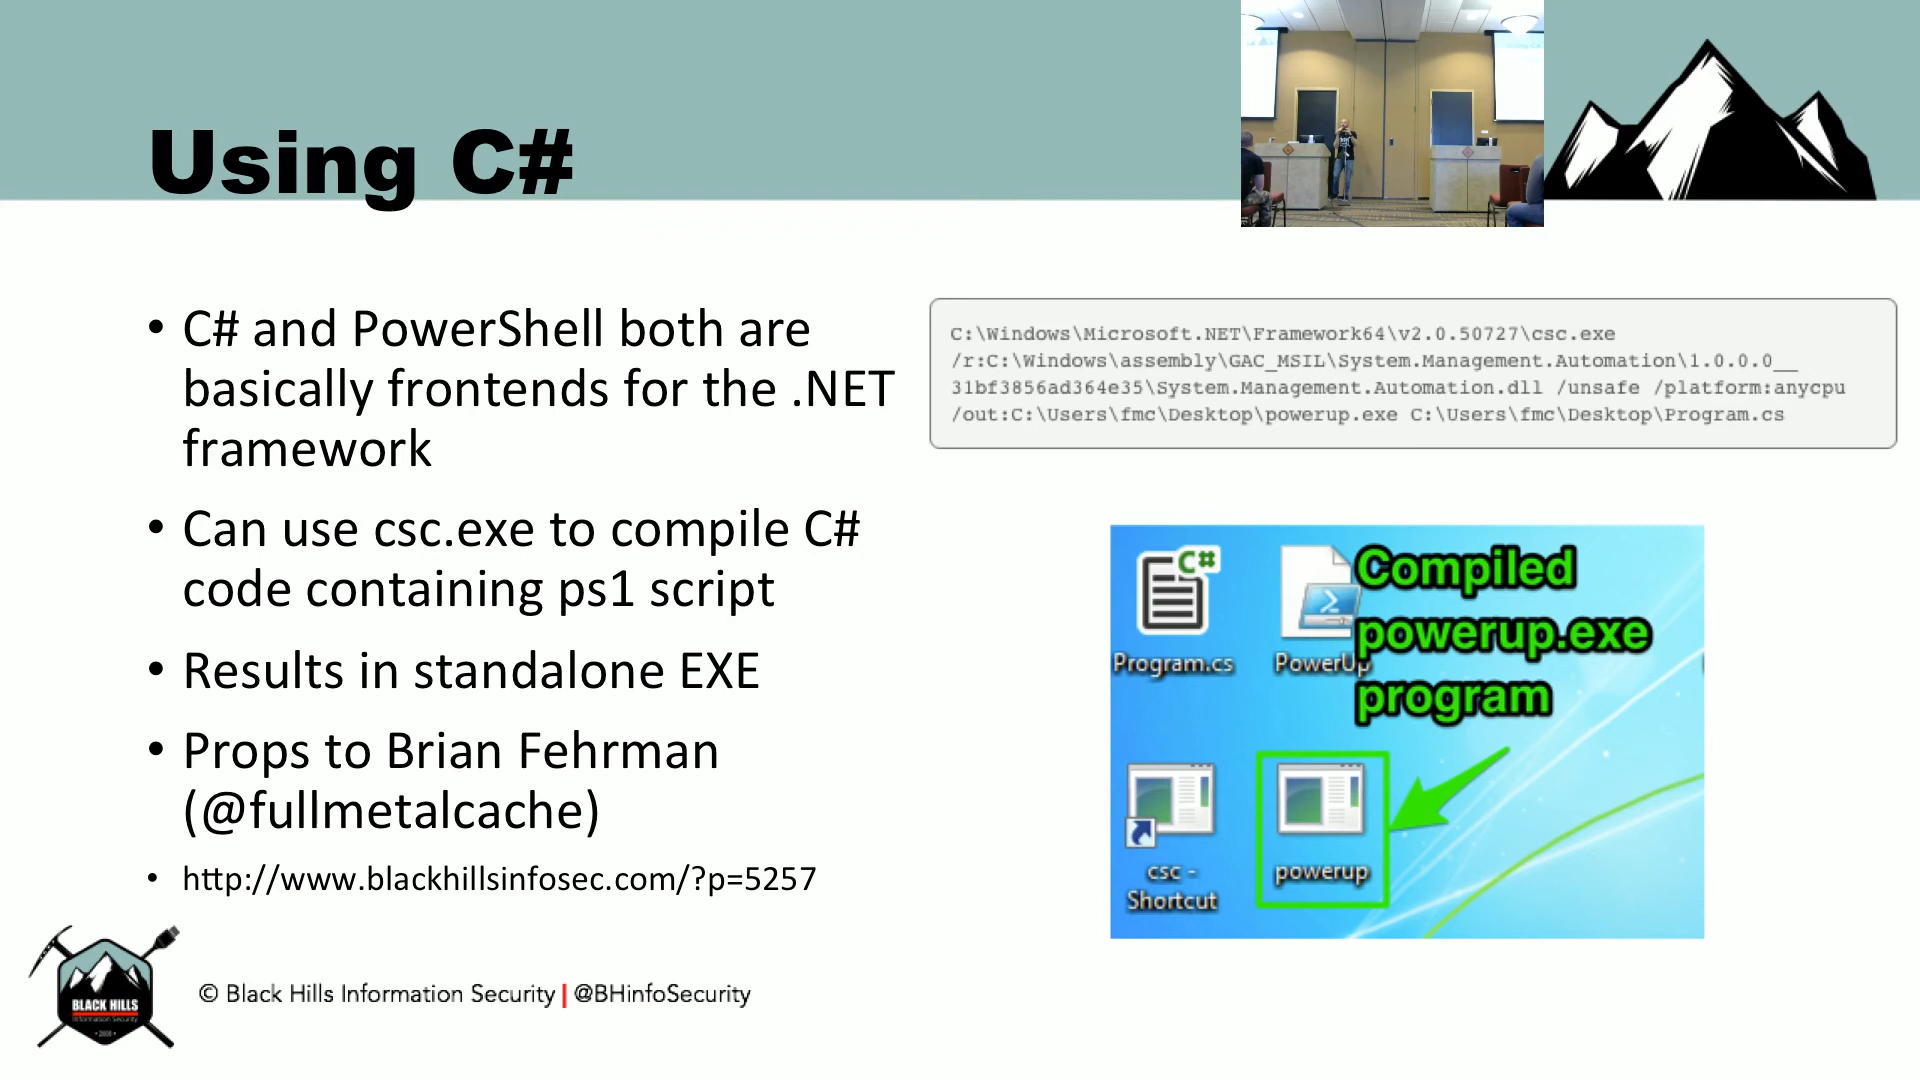 Using C#
• C# and PowerShell both are
basically frontends for the .NET
framework
• Can use csc.exe to compile C#
code containing ps1 script
• Results in standalone EXE
• Props to Brian Fehrman
(@fullmetalcache)
• http://www.blackhillsinfosec.com/?p=5257
C:\Windows\Microsoft.NET\Framework64\v2.0.50727\csc.exe
/r:C:\Windows\assembly\GAC_MSIL\System.Management.Automation\1.0.0.0__
31bf3856ad364e35\System.Management.Automation.dll /unsafe /platform:anycpu
/out:C:\Users\fmc\Desktop\powerup.exe C:\Users\fmc\Desktop\Program.cs
C#
Compiled
powerup.exe
program
Program.cs
PowerUp
csc -
Shortcut
powerup
BLACK HILLS
Information Security
• 2008 •
© Black Hills Information Security | @BHinfoSecurity